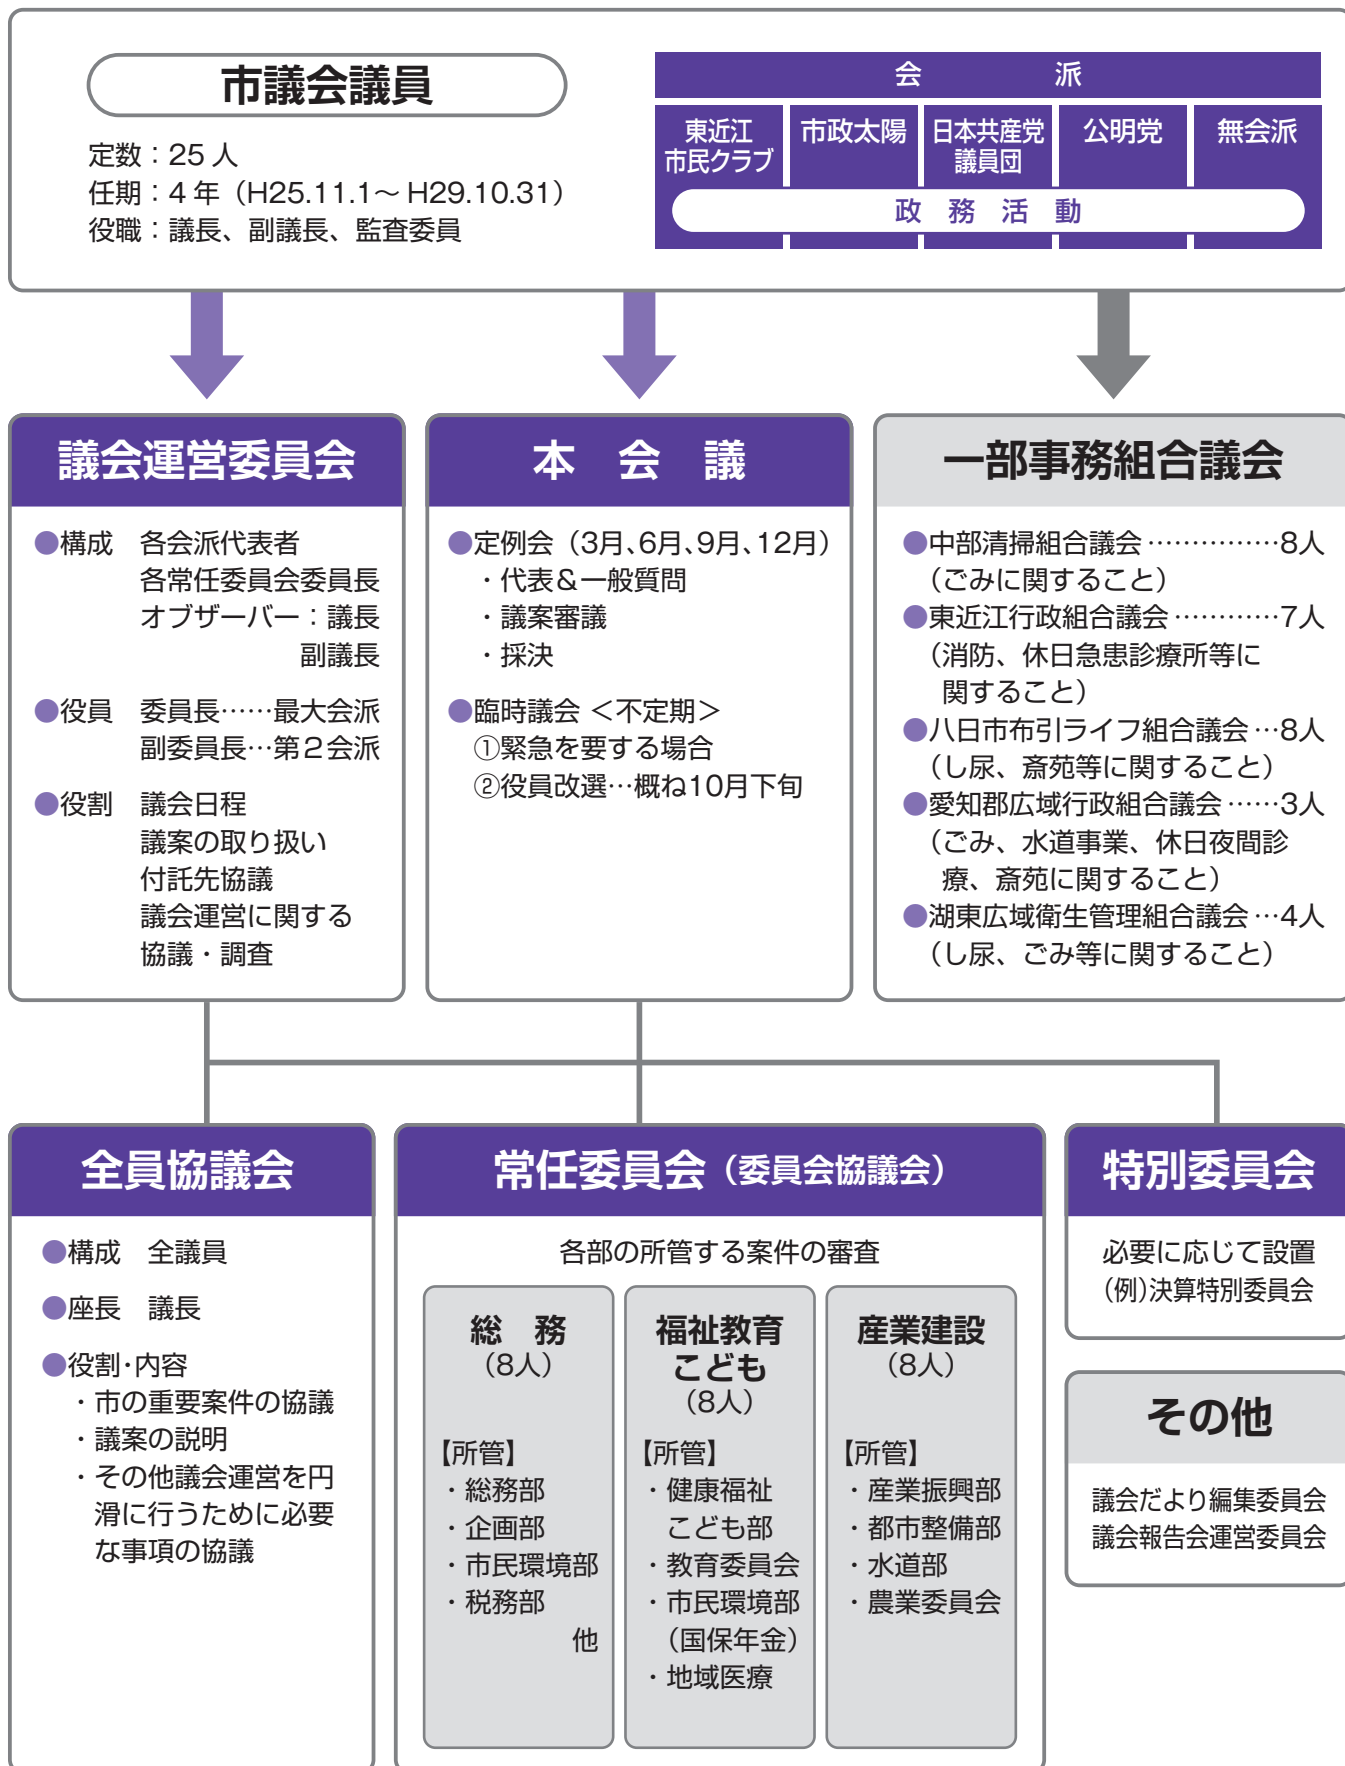 市議会議員
定数：25人
任期：4年（H25.11.1～H29.10.31）
役職：議長、副議長、監査委員
会　派
東近江
市民クラブ
市政太陽
日本共産党
議員団
公明党
無会派
政務活動
議会運営委員会
●構成　各会派代表者
各常任委員会委員長
オブザーバー：議長
副議長
●役員　委員長……最大会派
副委員長…第２会派
●役割　議会日程
議案の取り扱い
付託先協議
議会運営に関する
協議・調査
本　会　議
●定例会（3月､6月､9月､12月）
・代表＆一般質問
・議案審議
・採決
●臨時議会 ＜不定期＞
①緊急を要する場合
②役員改選…概ね10月下旬
一部事務組合議会
●中部清掃組合議会……………8人
（ごみに関すること）
●東近江行政組合議会…………7人
（消防、休日急患診療所等に
関すること）
●八日市布引ライフ組合議会…8人
（し尿、斎苑等に関すること）
●愛知郡広域行政組合議会……3人
（ごみ、水道事業、休日夜間診
療、斎苑に関すること）
●湖東広域衛生管理組合議会…4人
（し尿、ごみ等に関すること）
全員協議会
●構成　全議員
●座長　議長
●役割･内容
・市の重要案件の協議
・議案の説明
・その他議会運営を円
滑に行うために必要
な事項の協議
常任委員会（委員会協議会）
各部の所管する案件の審査
総　務
（8人）
【所管】
・総務部
・企画部
・市民環境部
・税務部
他
福祉教育
こども
（8人）
【所管】
・健康福祉
こども部
・教育委員会
・市民環境部
（国保年金）
・地域医療
産業建設
（8人）
【所管】
・産業振興部
・都市整備部
・水道部
・農業委員会
特別委員会
必要に応じて設置
(例)決算特別委員会
その他
議会だより編集委員会
議会報告会運営委員会